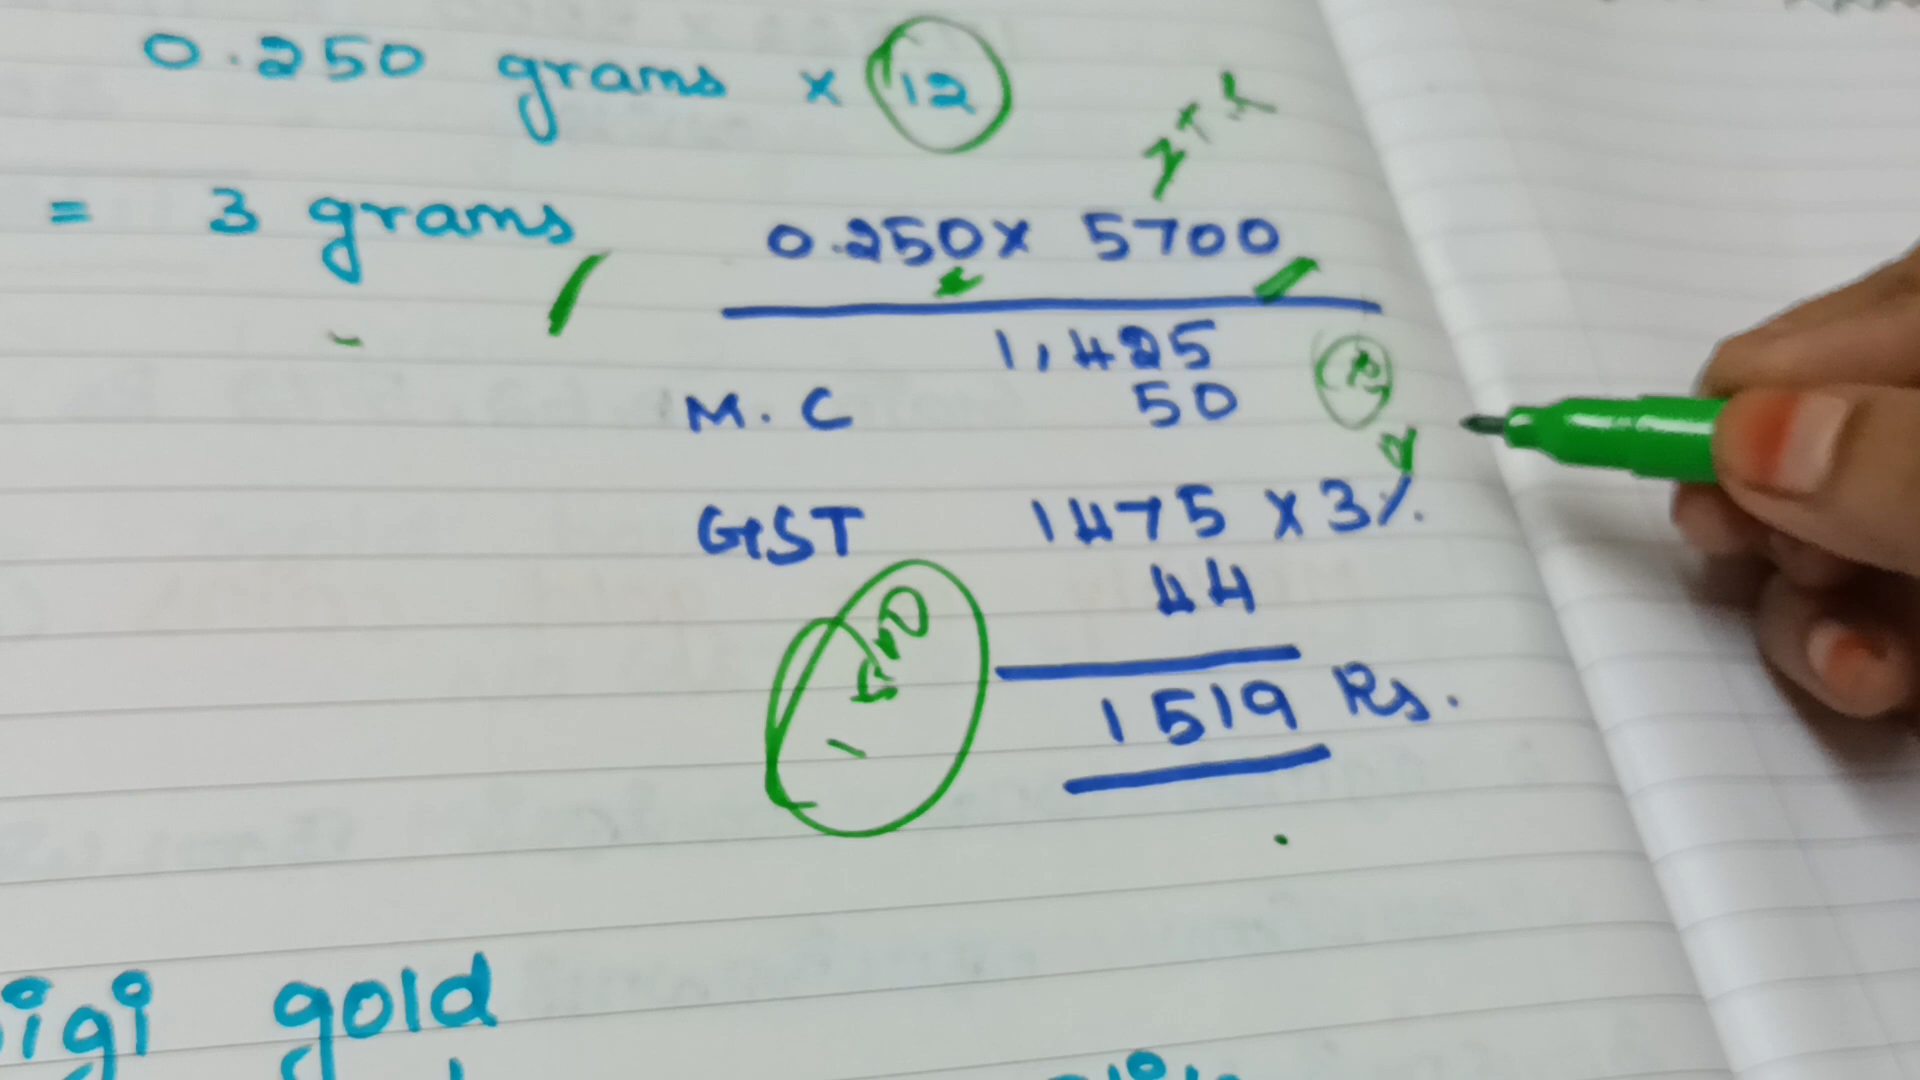 0.250 grams x 12
= 3 grams
0.250x 5700
1,425
M.C 50
GST 1475 x 3%.
44
1519 Rs.
igi gold